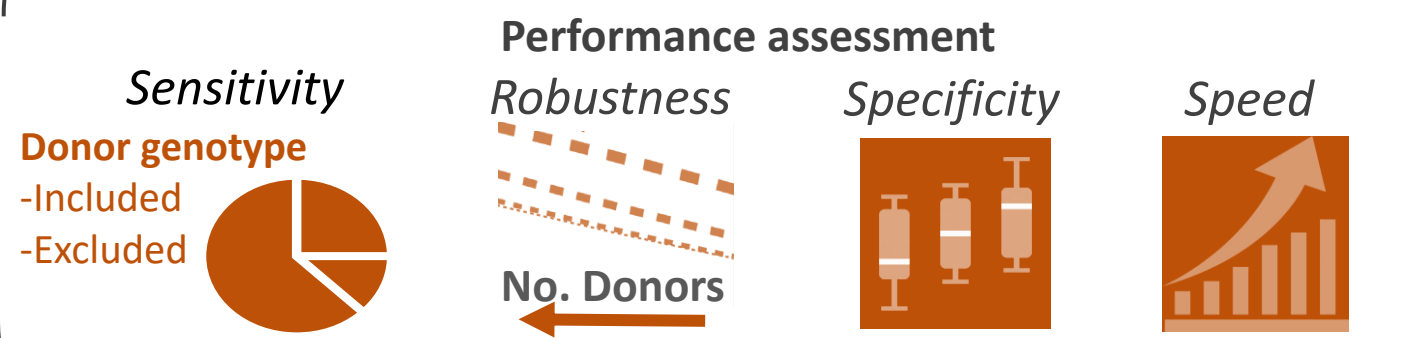 Performance assessment
Sensitivity
Robustness
Specificity
Speed
Donor genotype
-Included
-Excluded
No. Donors